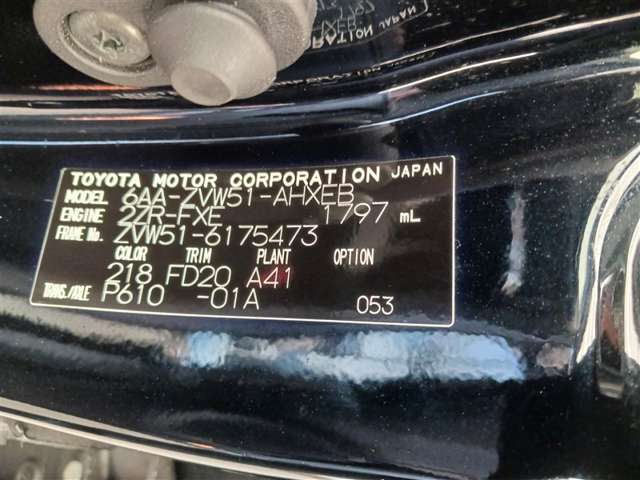 TOYOTA MOTOR CORPORATION JAPAN
MODEL 6AA-ZVW51-AHXEB
ENGINE 2ZR-FXE 1797 mL
FRAME No. ZVW51-6175473
COLOR TRIM PLANT OPTION
218 FD20 A41
TRANS./AXLE P610 -01A 053